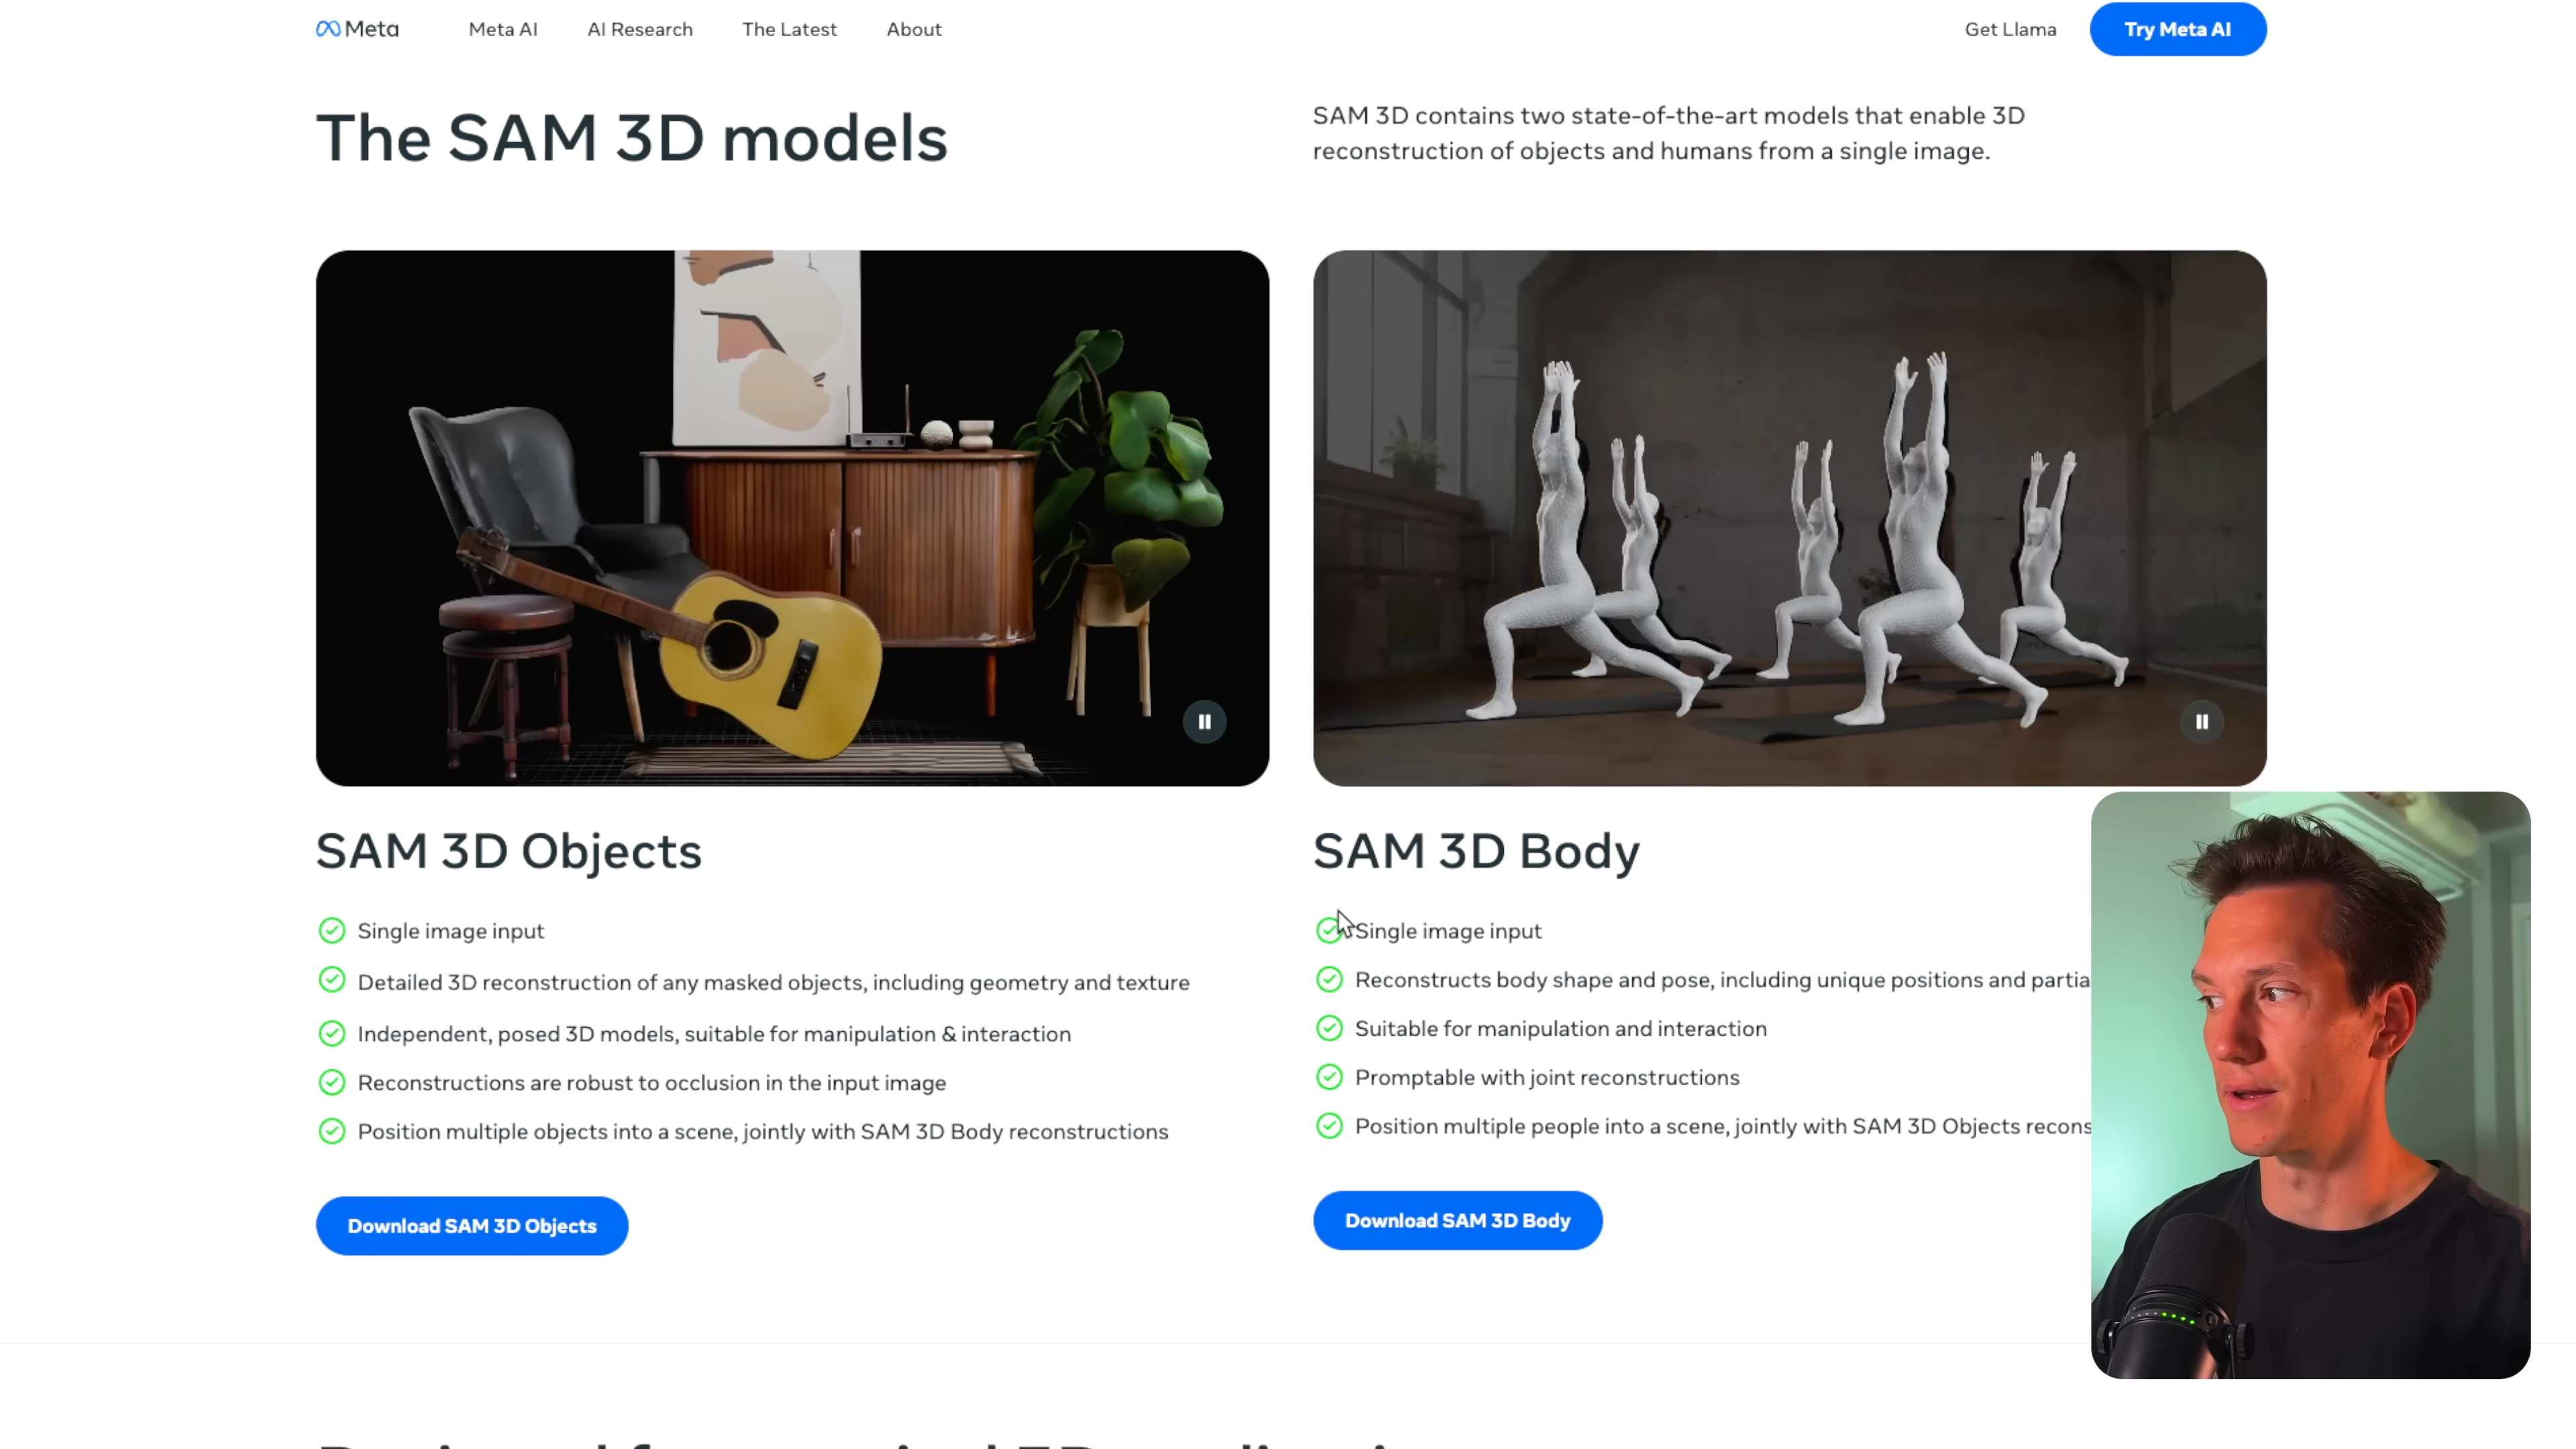 Meta
Meta AI
AI Research
The Latest
About
Get Llama
Try Meta AI
The SAM 3D models
SAM 3D contains two state-of-the-art models that enable 3D
reconstruction of objects and humans from a single image.
SAM 3D Objects
Single image input
Detailed 3D reconstruction of any masked objects, including geometry and texture
Independent, posed 3D models, suitable for manipulation & interaction
Reconstructions are robust to occlusion in the input image
Position multiple objects into a scene, jointly with SAM 3D Body reconstructions
Download SAM 3D Objects
SAM 3D Body
Single image input
Reconstructs body shape and pose, including unique positions and
Suitable for manipulation and interaction
Promptable with joint reconstructions
Position multiple people into a scene, jointly with SAM 3D Objects
Download SAM 3D Body